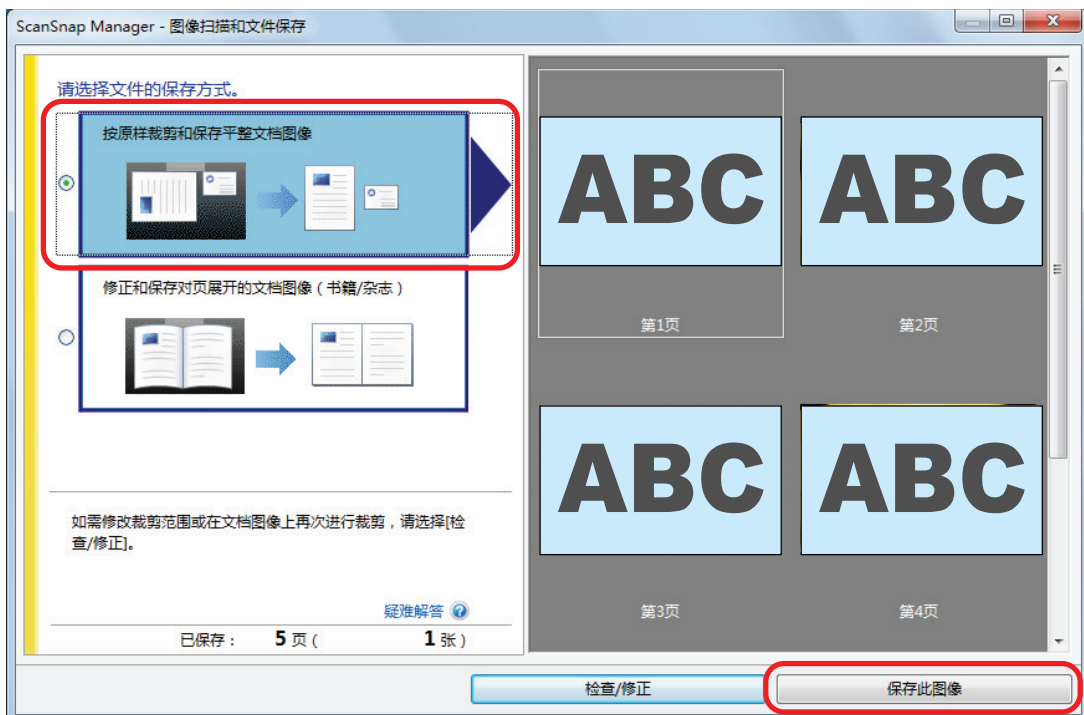 ScanSnap Manager - 图像扫描和文件保存
请选择文件的保存方式。
按原样裁剪和保存平整文档图像
修正和保存对页展开的文档图像（书籍/杂志）
如需修改裁剪范围或在文档图像上再次进行裁剪，请选择[检
查/修正]。
疑难解答
已保存： 5 页 ( 1 张 )
ABC
ABC
第1页
第2页
ABC
ABC
第3页
第4页
检查/修正
保存此图像